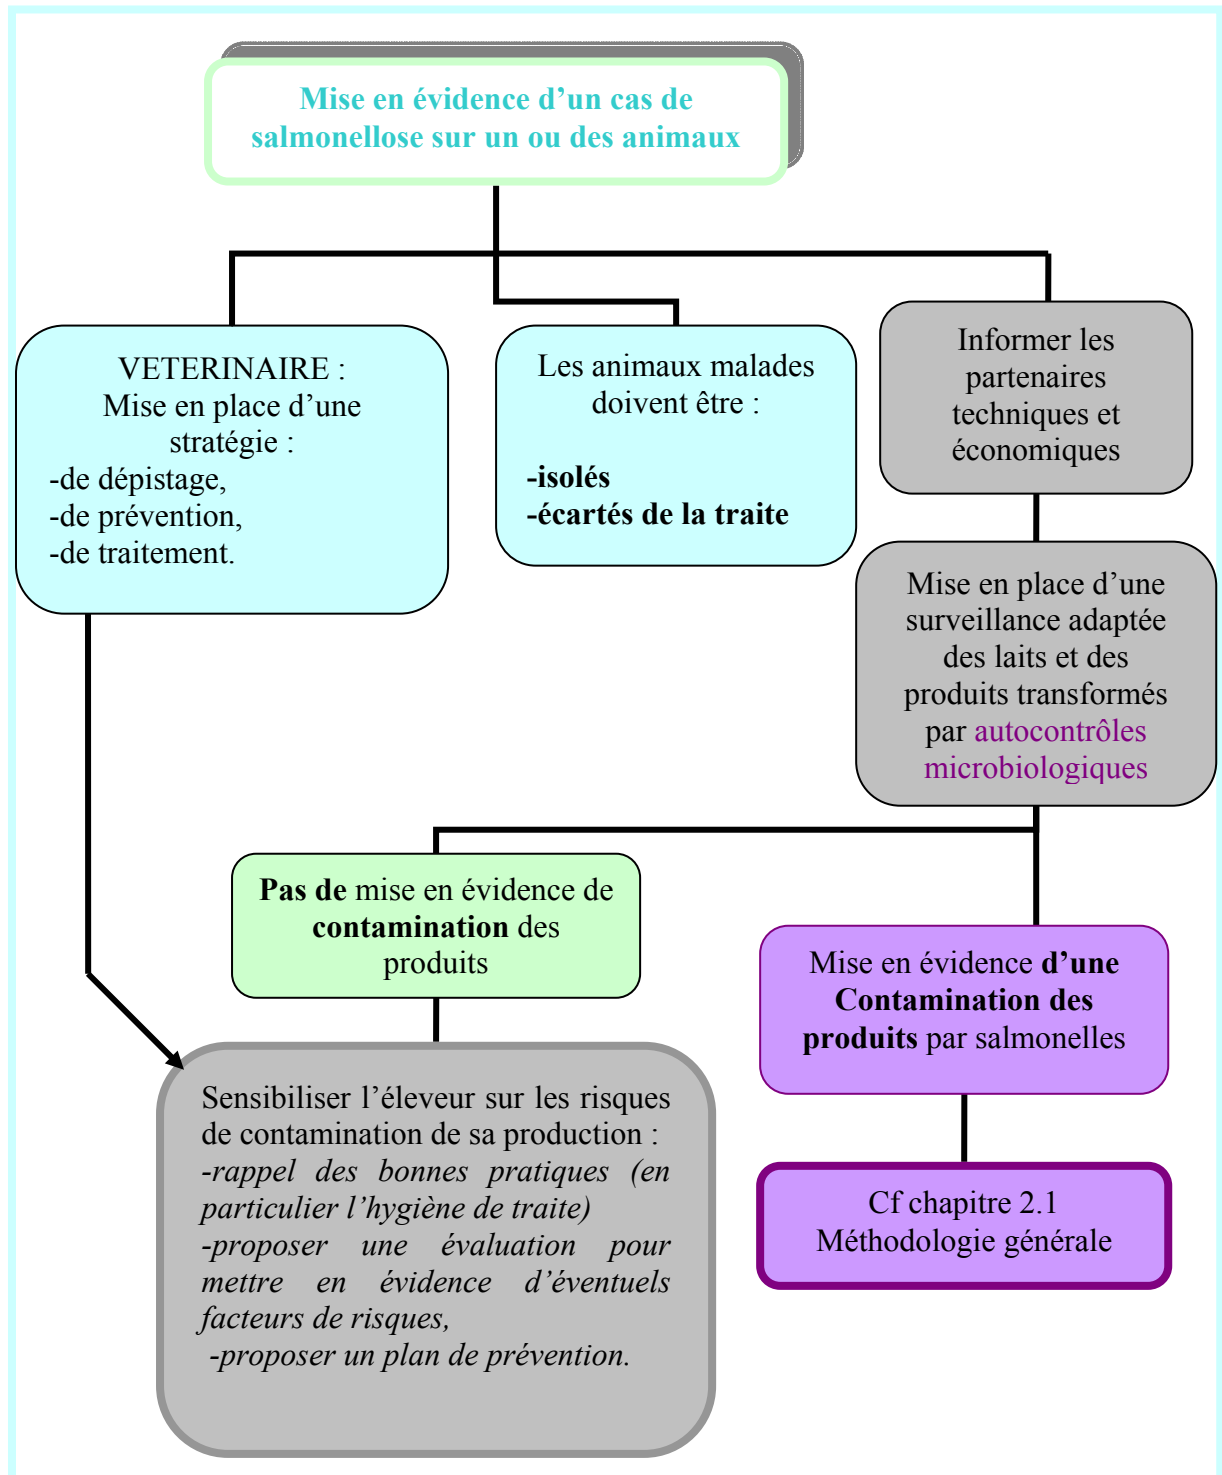 Mise en évidence d’un cas de
salmonellose sur un ou des animaux
VETERINAIRE :
Mise en place d’une
stratégie :
-de dépistage,
-de prévention,
-de traitement.
Les animaux malades
doivent être :
-isolés
-écartés de la traite
Informer les
partenaires
techniques et
économiques
Mise en place d’une
surveillance adaptée
des laits et des
produits transformés
par autocontrôles
microbiologiques
Pas de mise en évidence de
contamination des
produits
Mise en évidence d’une
Contamination des
produits par salmonelles
Sensibiliser l’éleveur sur les risques
de contamination de sa production :
-rappel des bonnes pratiques (en
particulier l’hygiène de traite)
-proposer une évaluation pour
mettre en évidence d’éventuels
facteurs de risques,
-proposer un plan de prévention.
Cf chapitre 2.1
Méthodologie générale